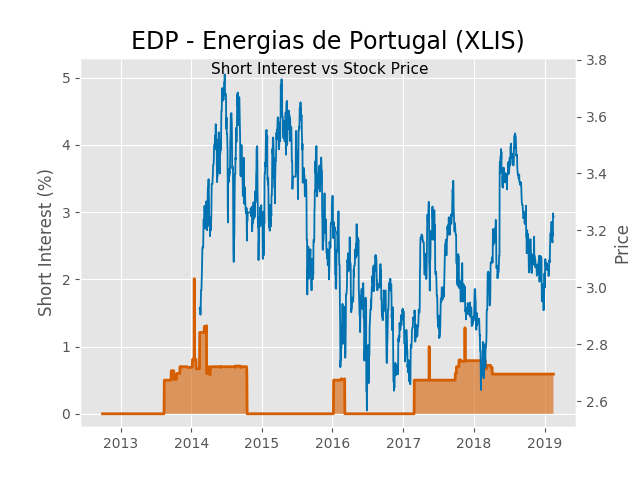 EDP - Energias de Portugal (XLIS)
Short Interest vs Stock Price
Short Interest (%)
5
4
3
2
1
0
3.8
3.6
3.4
3.2
3.0
2.8
2.6
Price
2013 2014 2015 2016 2017 2018 2019